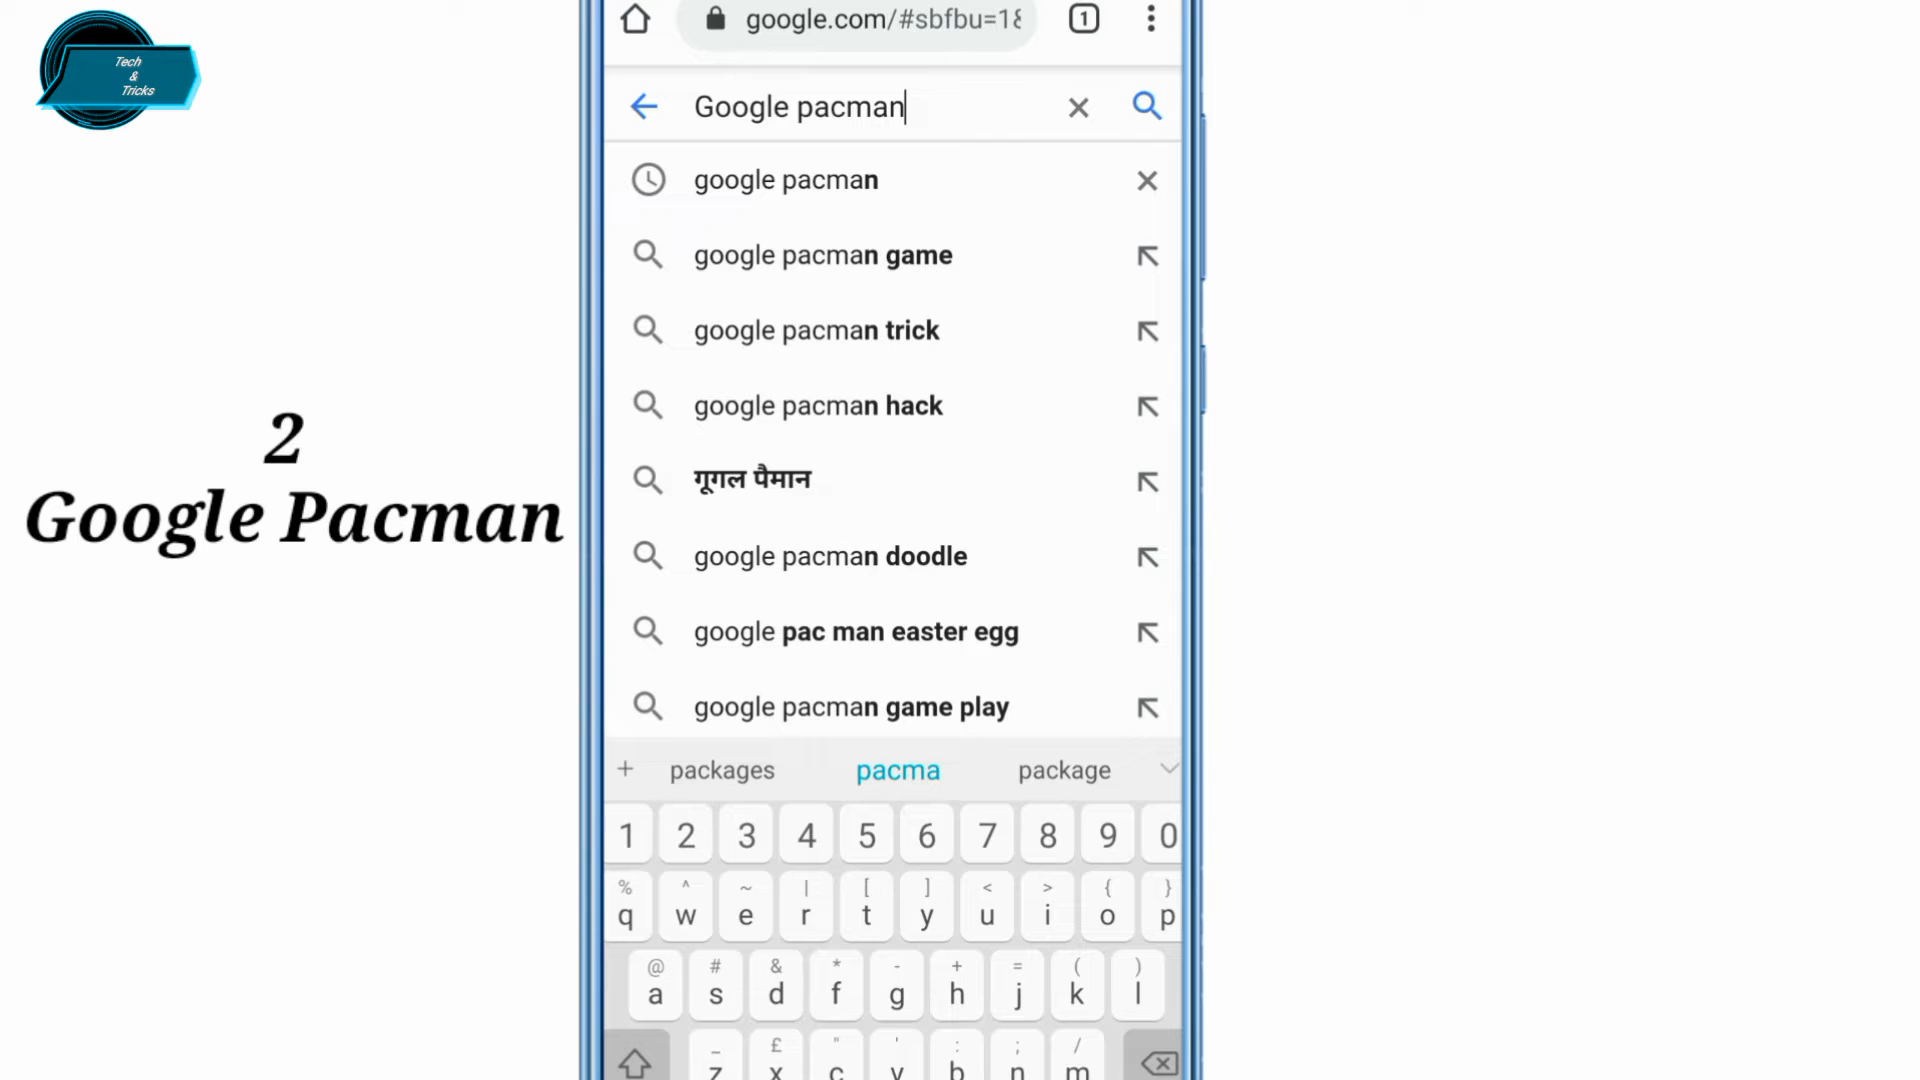 Tech
&
Tricks
google.com/#sbfbu=18
1
Google pacman
google pacman
google pacman game
google pacman trick
google pacman hack
गूगल पैमान
google pacman doodle
google pac man easter egg
google pacman game play
2
Google Pacman
+ packages pacma package
1 2 3 4 5 6 7 8 9 0
% ^ ~ | [ ] < > { }
q w e r t y u i o p
@ # & * - + = ( )
a s d f g h j k l
_ £ " ' : ; /
z x c v b n m